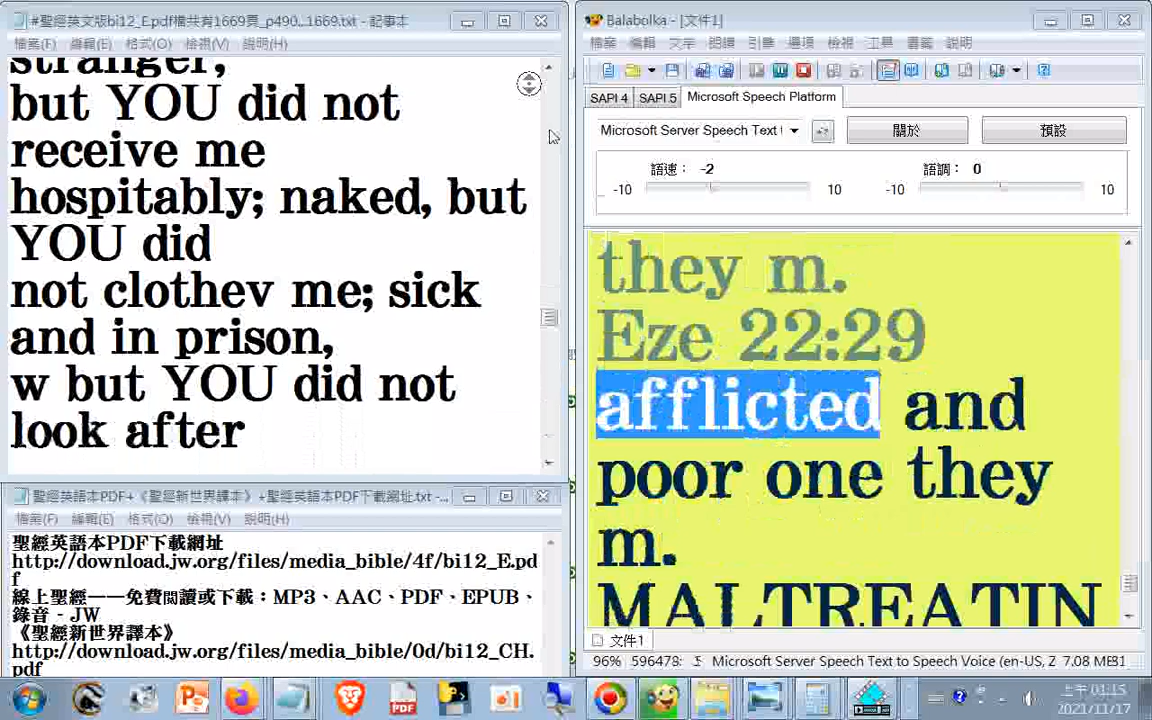 #聖經英文版bi12_E.pdf檔共有1669頁_p490...1669.txt - 記事本
檔案(F) 編輯(E) 格式(O) 檢視(V) 說明(H)
stranger,
but YOU did not
receive me
hospitably; naked, but
YOU did
not clothev me; sick
and in prison,
w but YOU did not
look after
聖經英語本PDF+《聖經新世界譯本》+聖經英語本PDF下載網址.txt -...
檔案(F) 編輯(E) 格式(O) 檢視(V) 說明(H)
聖經英語本PDF下載網址
http://download.jw.org/files/media_bible/4f/bi12_E.pd
f
線上聖經——免費閱讀或下載：MP3、AAC、PDF、EPUB、
錄音 - JW
《聖經新世界譯本》
http://download.jw.org/files/media_bible/0d/bi12_CH.
pdf
Balabolka - [文件1]
檔案 編輯 文字 朗讀 引擎 選項 檢視 工具 書籤 說明
SAPI 4 SAPI 5 Microsoft Speech Platform
Microsoft Server Speech Text 關於 預設
語速： -2 語調： 0
-10 10 -10 10
they m.
Eze 22:29
afflicted and
poor one they
m.
MALTREATIN
文件1
96% Microsoft Server Speech Text to Speech Voice (en-US, Z 7.08 MB
上午 01:15
2021/11/17